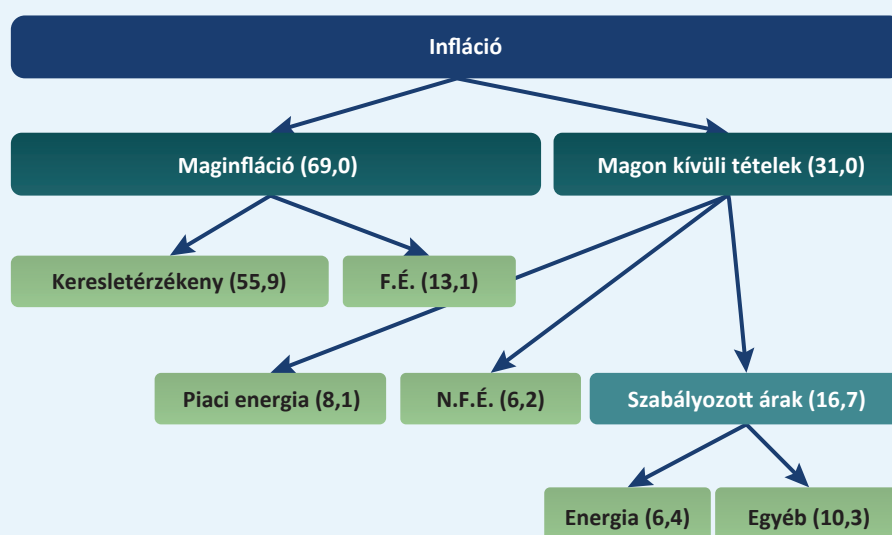 Infláció
Maginfláció (69,0)
Magon kívüli tételek (31,0)
Keresletérzékeny (55,9)
F.É. (13,1)
Piaci energia (8,1)
N.F.É. (6,2)
Szabályozott árak (16,7)
Energia (6,4)
Egyéb (10,3)